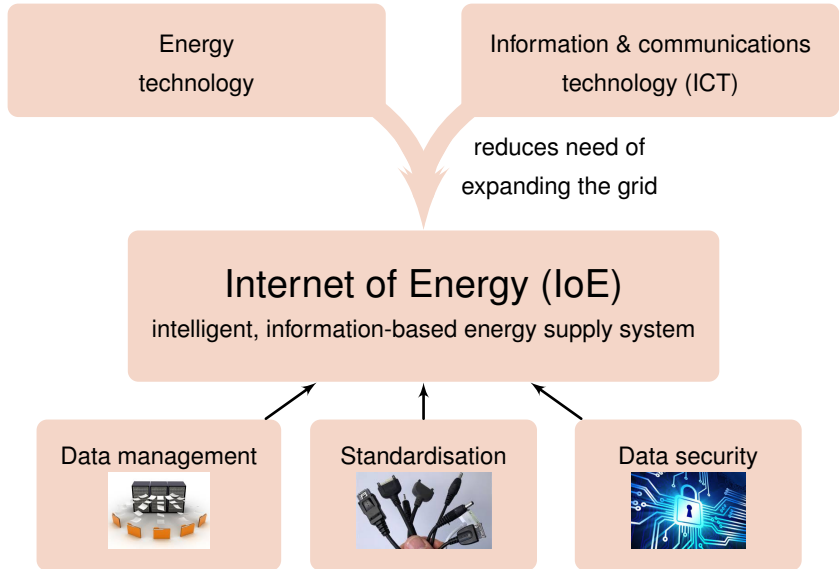 Energy
technology
Information & communications
technology (ICT)
reduces need of
expanding the grid
Internet of Energy (IoE)
intelligent, information-based energy supply system
Data management
Standardisation
Data security